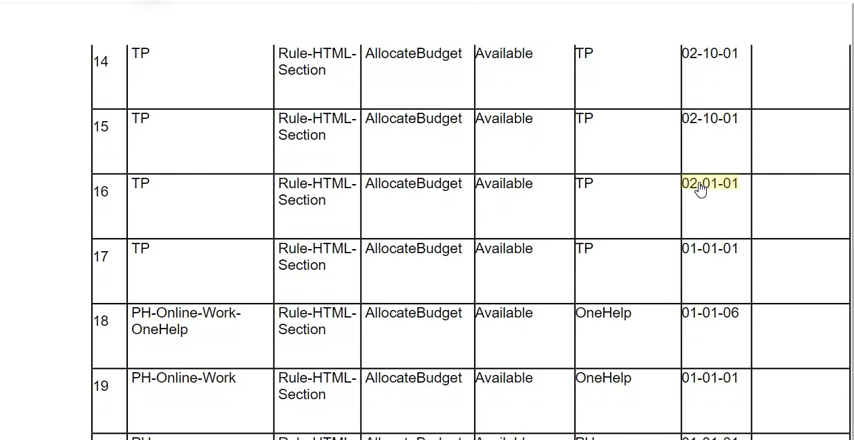 14 TP Rule-HTML- AllocateBudget Available TP 02-10-01
Section
15 TP Rule-HTML- AllocateBudget Available TP 02-10-01
Section
16 TP Rule-HTML- AllocateBudget Available TP 02-01-01
Section
17 TP Rule-HTML- AllocateBudget Available TP 01-01-01
Section
18 PH-Online-Work- Rule-HTML- AllocateBudget Available OneHelp 01-01-06
OneHelp Section
19 PH-Online-Work Rule-HTML- AllocateBudget Available OneHelp 01-01-01
Section